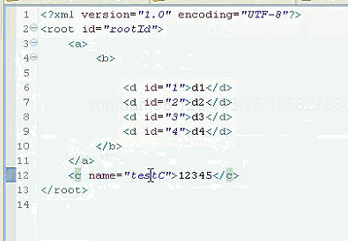 1 <?xml version="1.0" encoding="UTF-8"?>
2 <root id="rootId">
3 <a>
4 <b>
5
6 <d id="1">d1</d>
7 <d id="2">d2</d>
8 <d id="3">d3</d>
9 <d id="4">d4</d>
10 </b>
11 </a>
12 <c name="testC">12345</c>
13 </root>
14